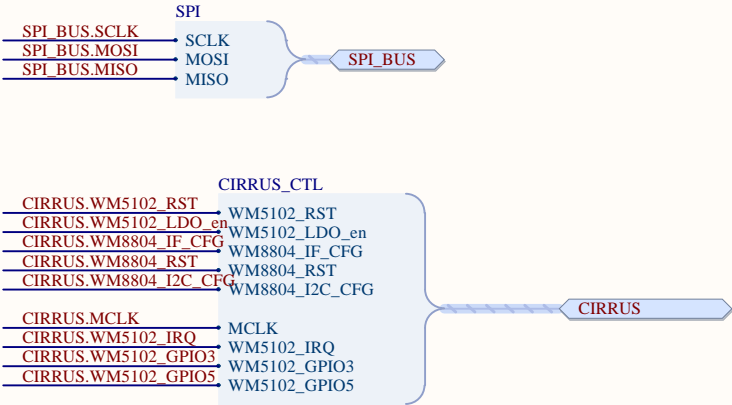 SPI
SPI_BUS.SCLK SCLK
SPI_BUS.MOSI MOSI SPI_BUS
SPI_BUS.MISO MISO
CIRRUS_CTL
CIRRUS.WM5102_RST WM5102_RST
CIRRUS.WM5102_LDO_en WM5102_LDO_en
CIRRUS.WM8804_IF_CFG WM8804_IF_CFG
CIRRUS.WM8804_RST WM8804_RST
CIRRUS.WM8804_I2C_CFG WM8804_I2C_CFG
CIRRUS
CIRRUS.MCLK MCLK
CIRRUS.WM5102_IRQ WM5102_IRQ
CIRRUS.WM5102_GPIO3 WM5102_GPIO3
CIRRUS.WM5102_GPIO5 WM5102_GPIO5